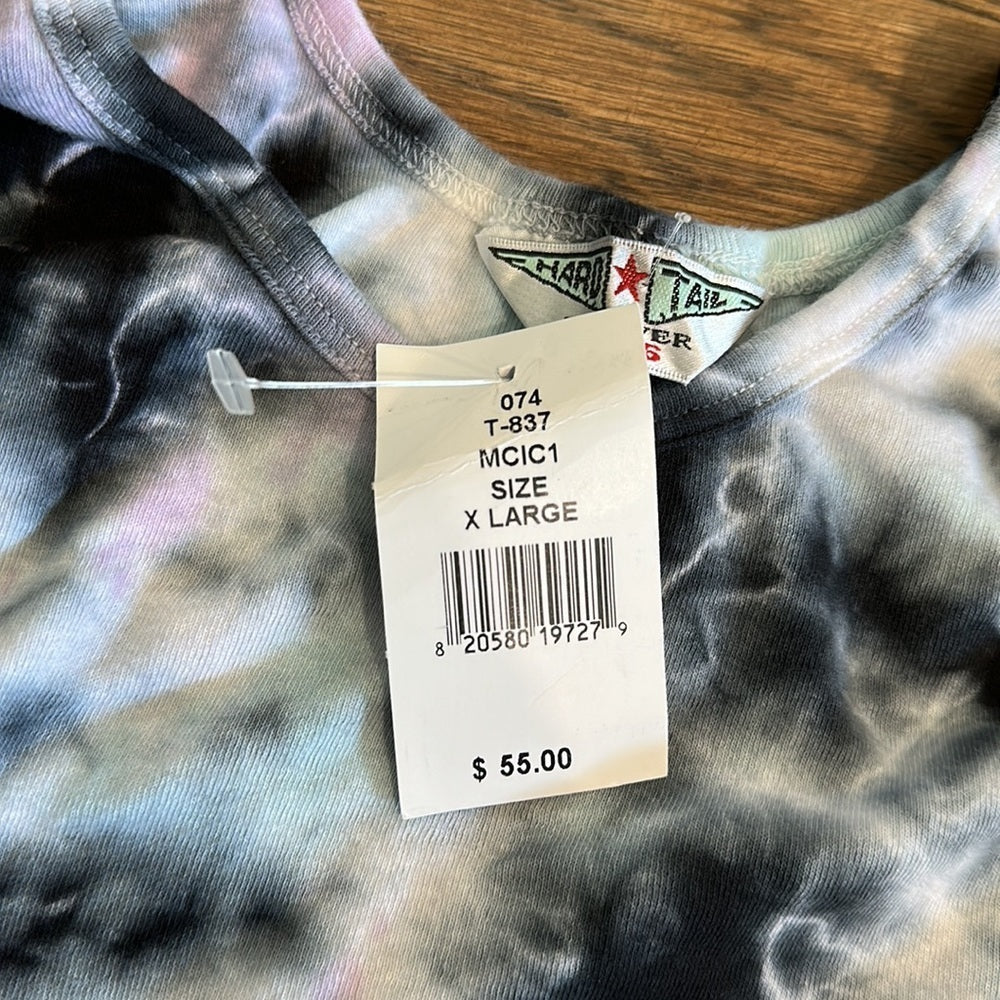 HARD TAIL
074
T-837
MCIC1
SIZE
X LARGE
8 20580 19727 9
$ 55.00